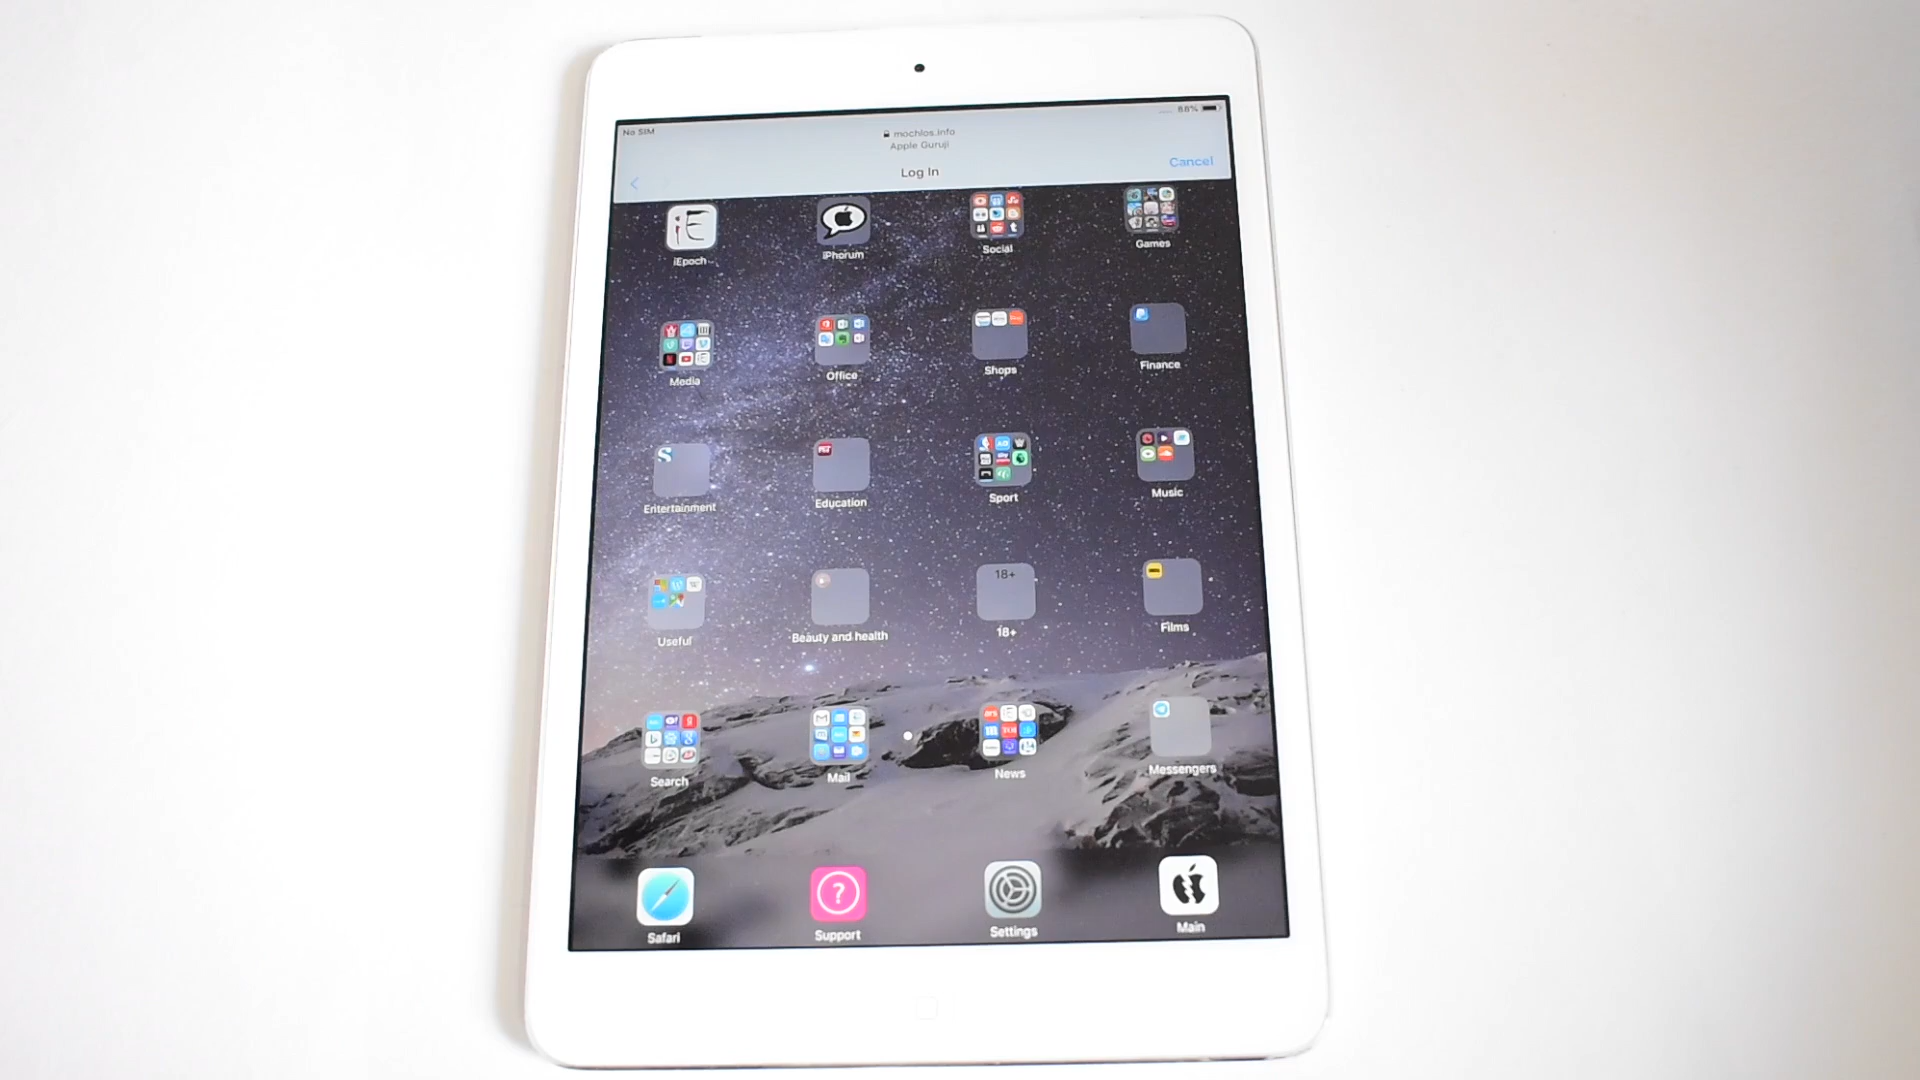 No SIM
88%
mochlos.info
Apple Guruji
Log In
Cancel
iEpoch
iPhorum
Social
Games
Media
Office
Shops
Finance
Entertainment
Education
Sport
Music
18+
Useful
Beauty and health
18+
Films
Search
Mail
News
Messengers
Safari
Support
Settings
Main